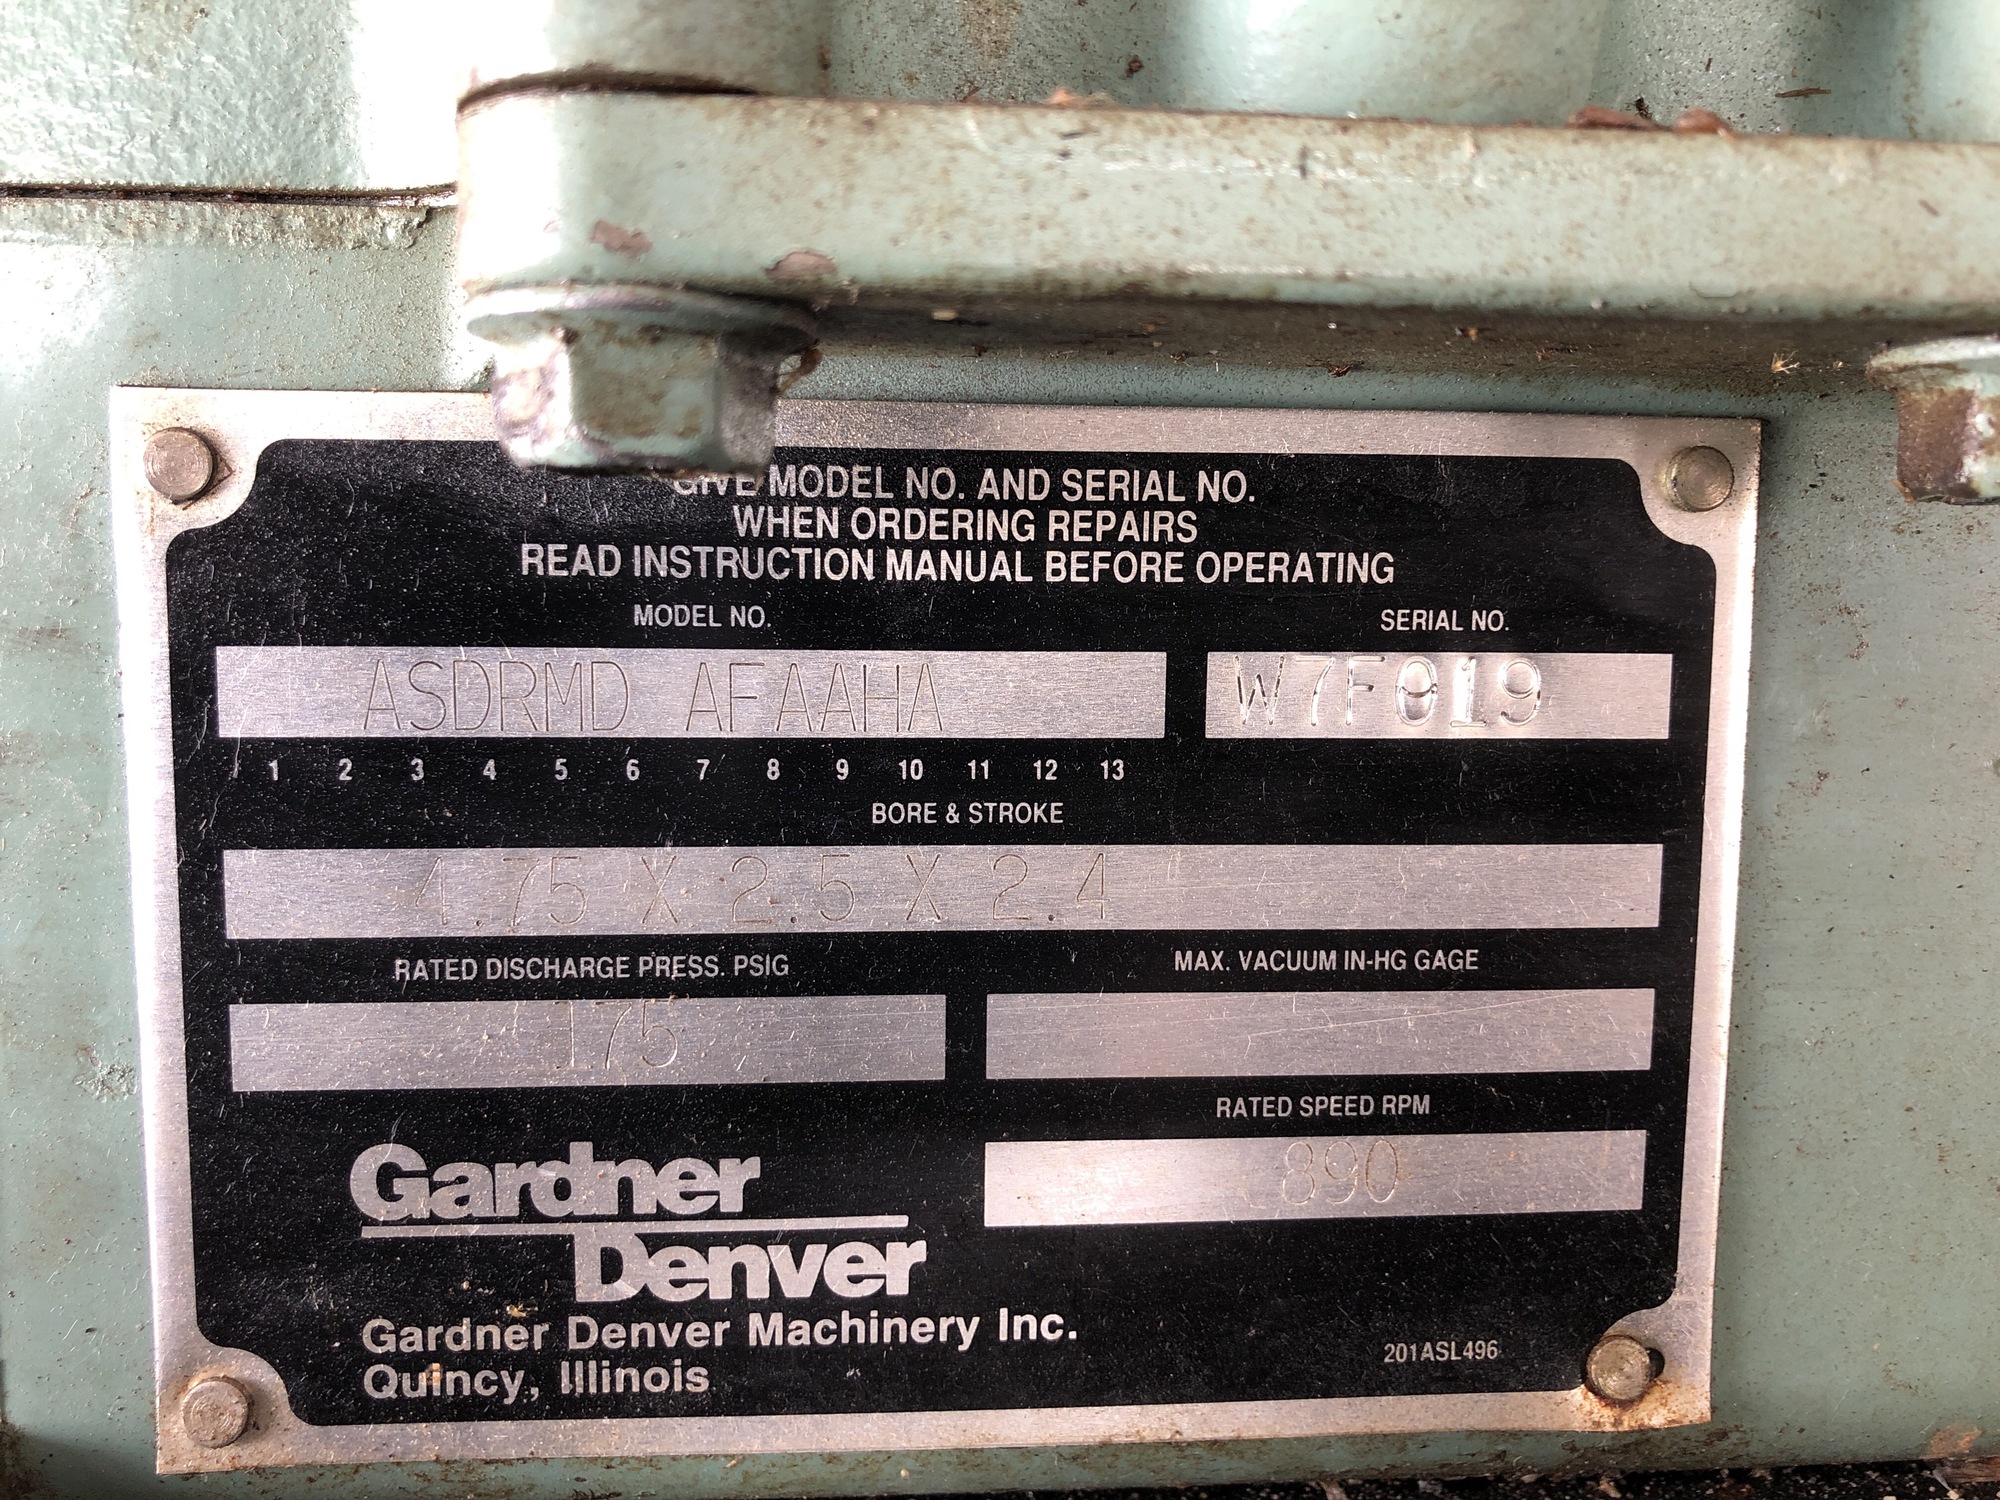 GIVE MODEL NO. AND SERIAL NO.
WHEN ORDERING REPAIRS
READ INSTRUCTION MANUAL BEFORE OPERATING
MODEL NO. SERIAL NO.
ASDRMD AFAAHA W7F019
1 2 3 4 5 6 7 8 9 10 11 12 13
BORE & STROKE
4.75 X 2.5 X 2.4
RATED DISCHARGE PRESS. PSIG MAX. VACUUM IN-HG GAGE
175
RATED SPEED RPM
890
Gardner
Denver
Gardner Denver Machinery Inc.
Quincy, Illinois
201ASL496